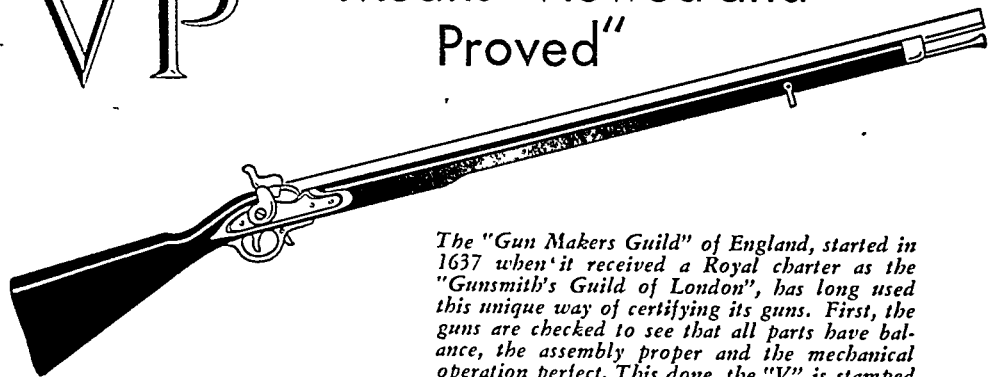 VP
Proved"
The "Gun Makers Guild" of England, started in
1637 when it received a Royal charter as the
"Gunsmith's Guild of London", has long used
this unique way of certifying its guns. First, the
guns are checked to see that all parts have bal-
ance, the assembly proper and the mechanical
operation perfect. This done, the "V" is stamped